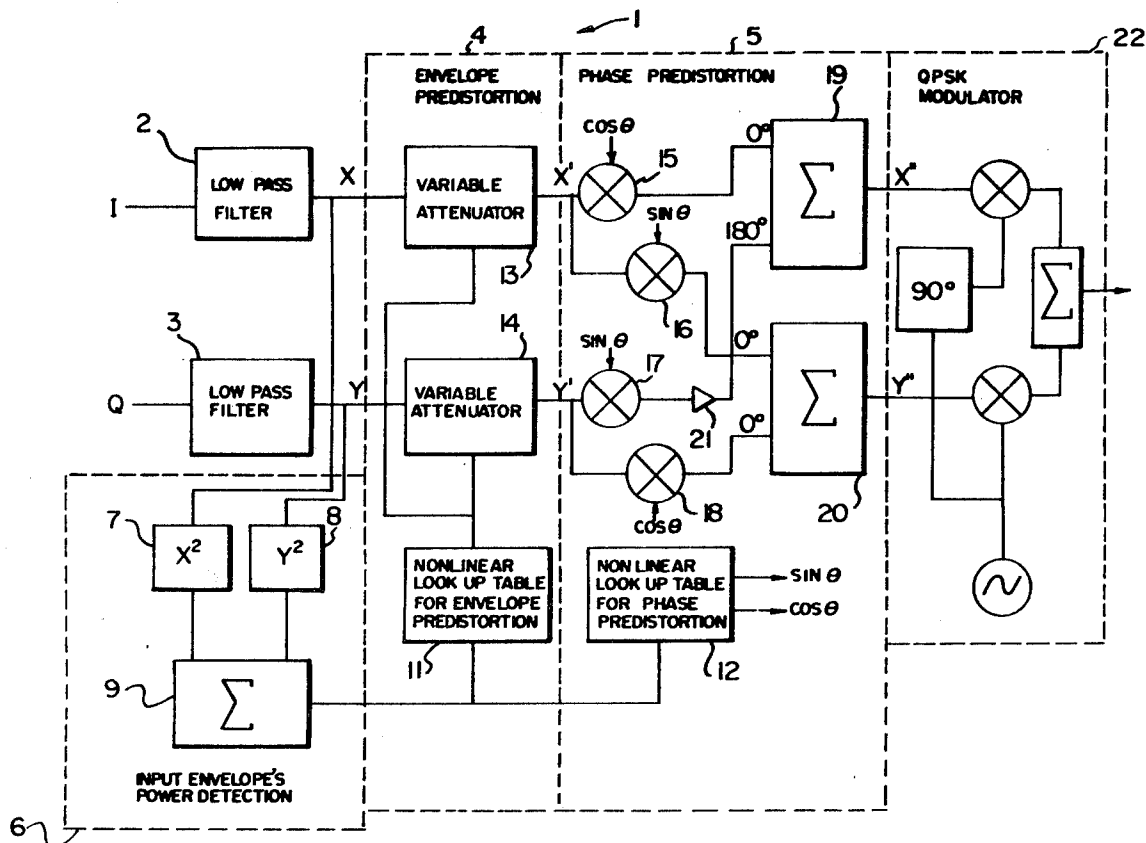 1
4
5
22
ENVELOPE
PREDISTORTION
PHASE PREDISTORTION
19
QPSK
MODULATOR
2
COS θ
0°
15
I
LOW PASS
FILTER
X
VARIABLE
ATTENUATOR
X'
Σ
X"
SIN θ
180°
13
16
90°
Σ
3
14
SIN θ
17
0°
Q
LOW PASS
FILTER
Y
VARIABLE
ATTENUATOR
Y'
21
0°
Σ
Y"
7
8
COS θ
18
20
X²
Y²
NONLINEAR
LOOK UP TABLE
FOR ENVELOPE
PREDISTORTION
NON LINEAR
LOOK UP TABLE
FOR PHASE
PREDISTORTION
SIN θ
COS θ
11
12
9
Σ
INPUT ENVELOPE'S
POWER DETECTION
6